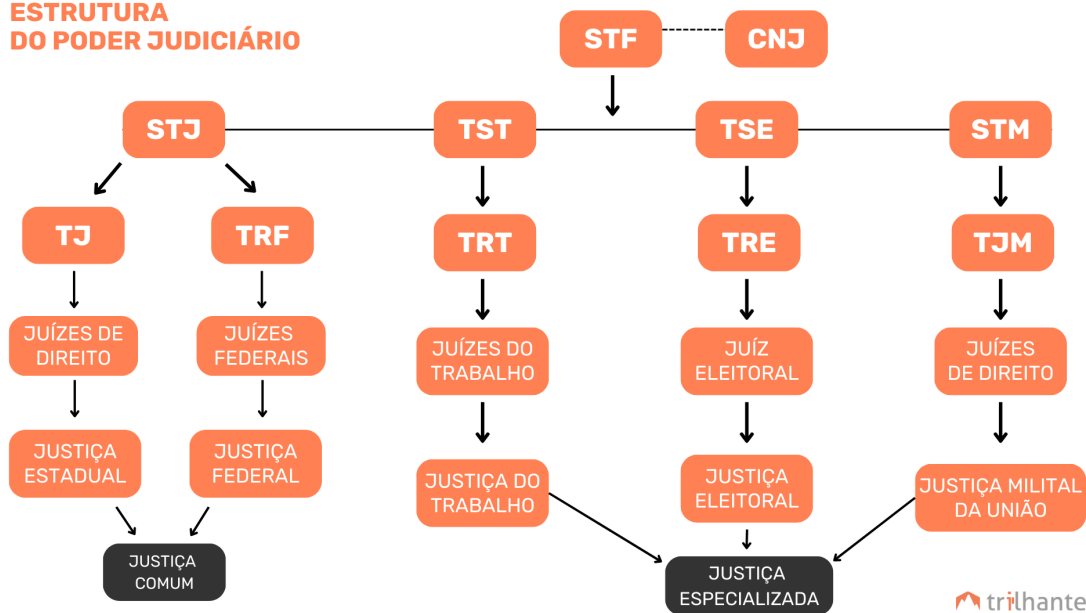 ESTRUTURA
DO PODER JUDICIÁRIO
STF
CNJ
STJ
TST
TSE
STM
TJ
TRF
TRT
TRE
TJM
JUÍZES DE
DIREITO
JUÍZES
FEDERAIS
JUÍZES DO
TRABALHO
JUÍZ
ELEITORAL
JUÍZES
DE DIREITO
JUSTIÇA
ESTADUAL
JUSTIÇA
FEDERAL
JUSTIÇA DO
TRABALHO
JUSTIÇA
ELEITORAL
JUSTIÇA MILITAL
DA UNIÃO
JUSTIÇA
COMUM
JUSTIÇA
ESPECIALIZADA
trilhante